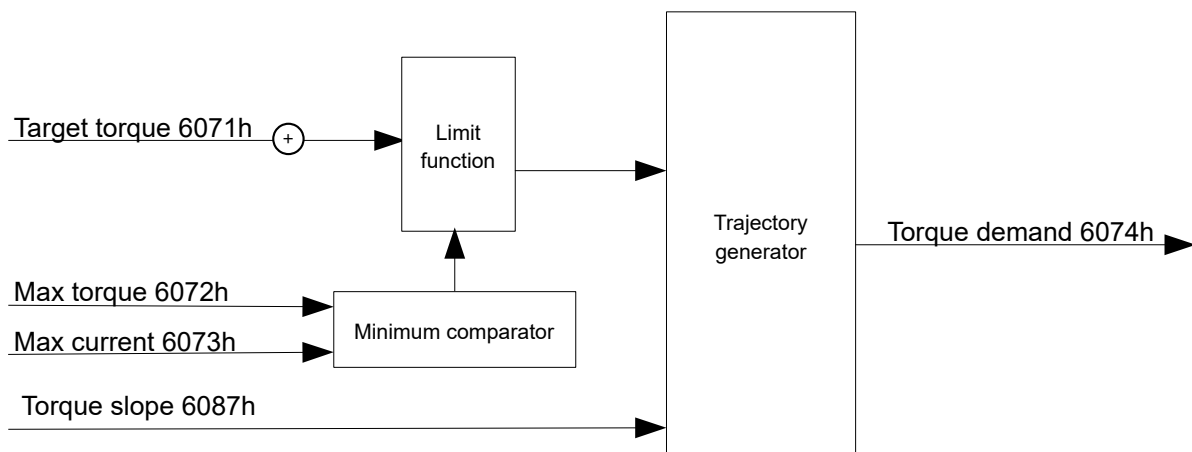 Target torque 6071h
+
Limit
function
Trajectory
generator
Torque demand 6074h
Max torque 6072h
Max current 6073h
Minimum comparator
Torque slope 6087h